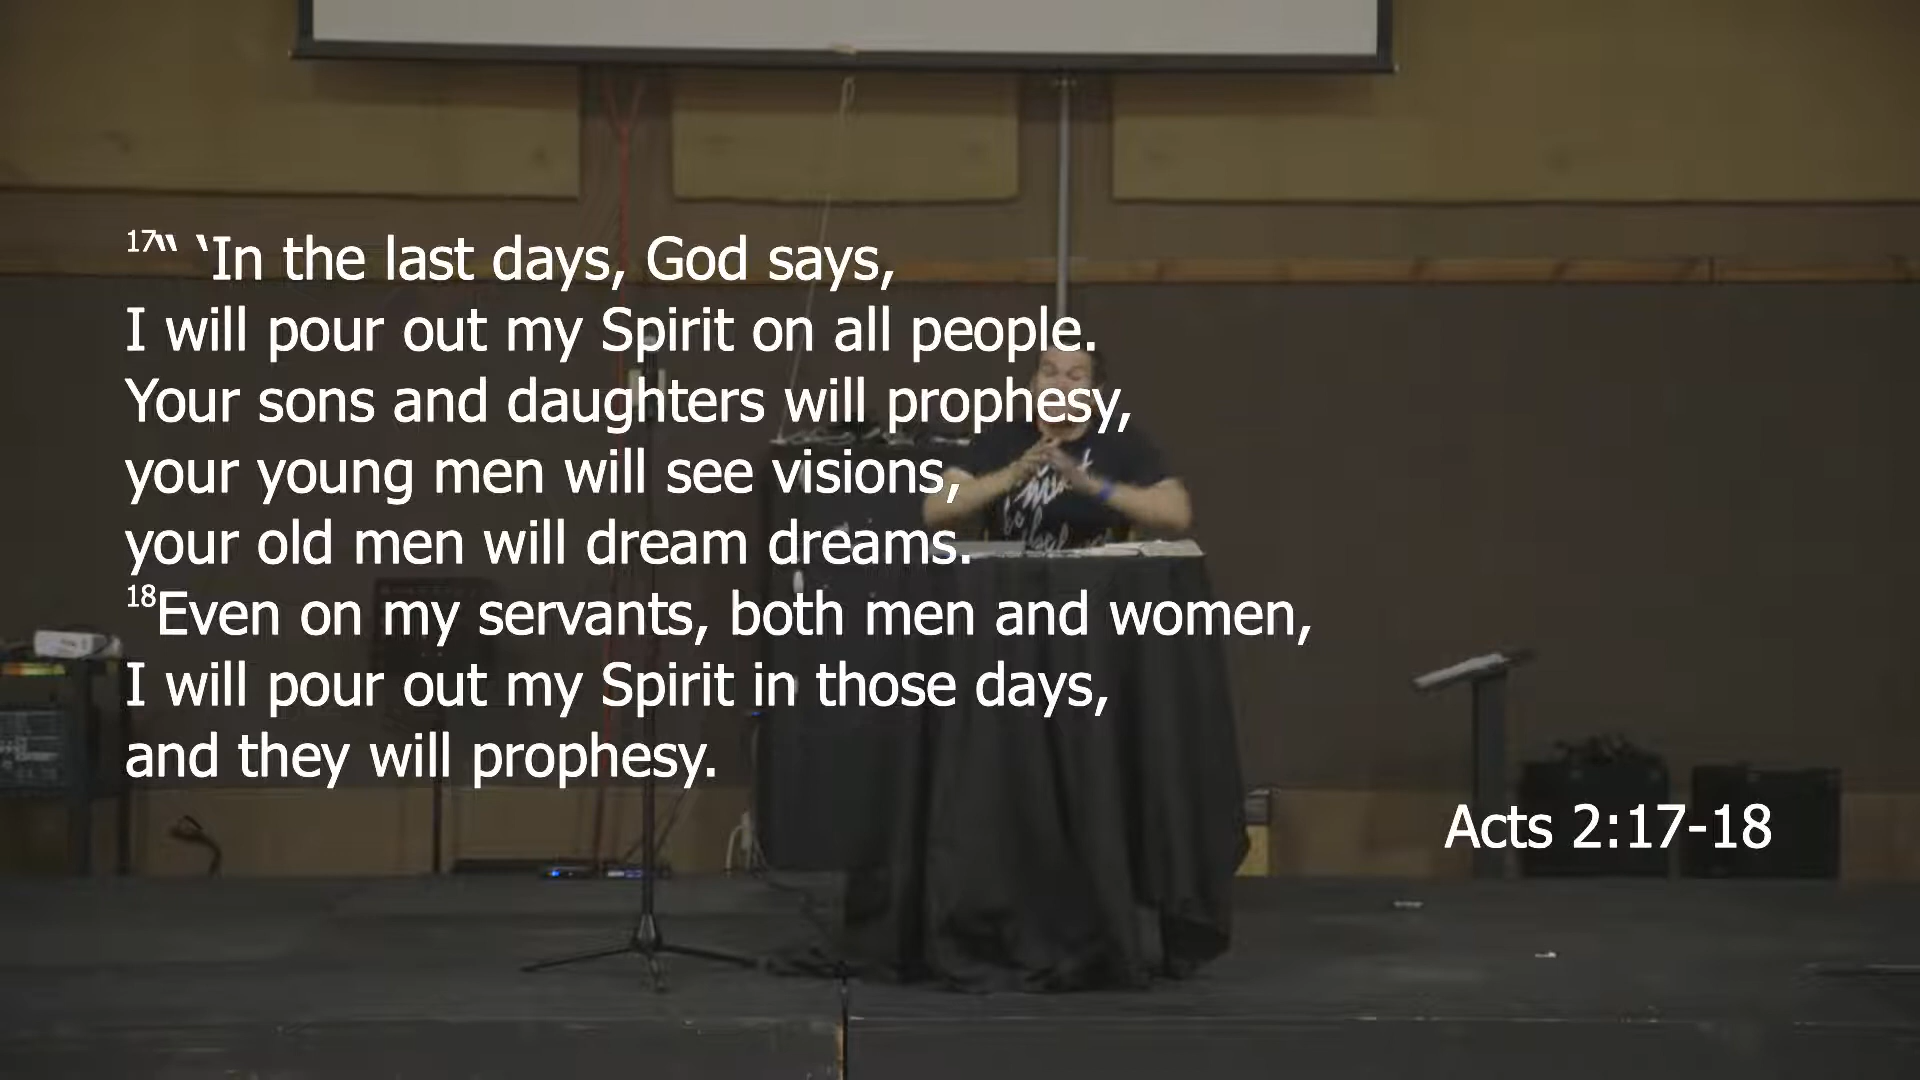 17“ ‘In the last days, God says,
I will pour out my Spirit on all people.
Your sons and daughters will prophesy,
your young men will see visions,
your old men will dream dreams.
18Even on my servants, both men and women,
I will pour out my Spirit in those days,
and they will prophesy.
Acts 2:17-18